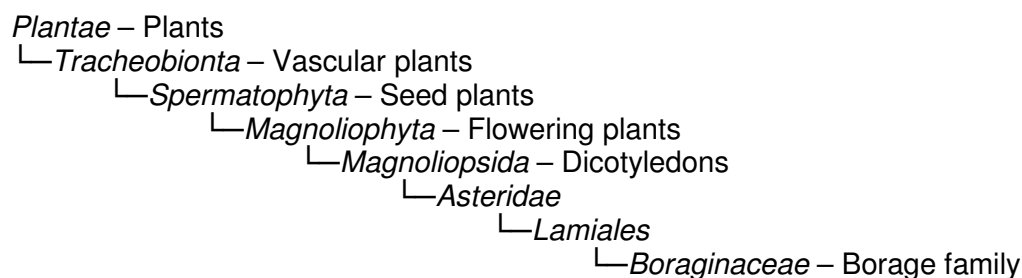 Plantae – Plants
Tracheobionta – Vascular plants
Spermatophyta – Seed plants
Magnoliophyta – Flowering plants
Magnoliopsida – Dicotyledons
Asteridae
Lamiales
Boraginaceae – Borage family